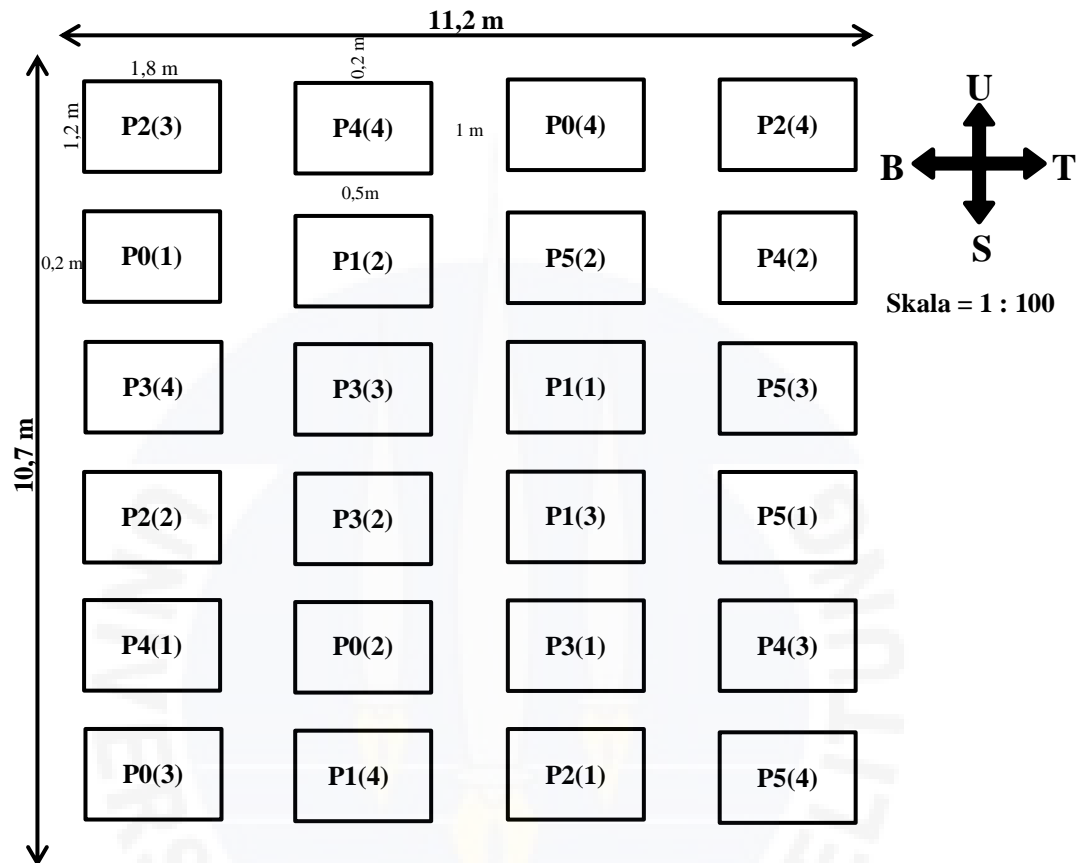 11,2 m
1,8 m
0,2 m
1,2 m
P2(3)
P4(4)
1 m
P0(4)
P2(4)
U
B
T
S
0,5m
0,2 m
P0(1)
P1(2)
P5(2)
P4(2)
Skala = 1 : 100
P3(4)
P3(3)
P1(1)
P5(3)
10,7 m
P2(2)
P3(2)
P1(3)
P5(1)
P4(1)
P0(2)
P3(1)
P4(3)
P0(3)
P1(4)
P2(1)
P5(4)